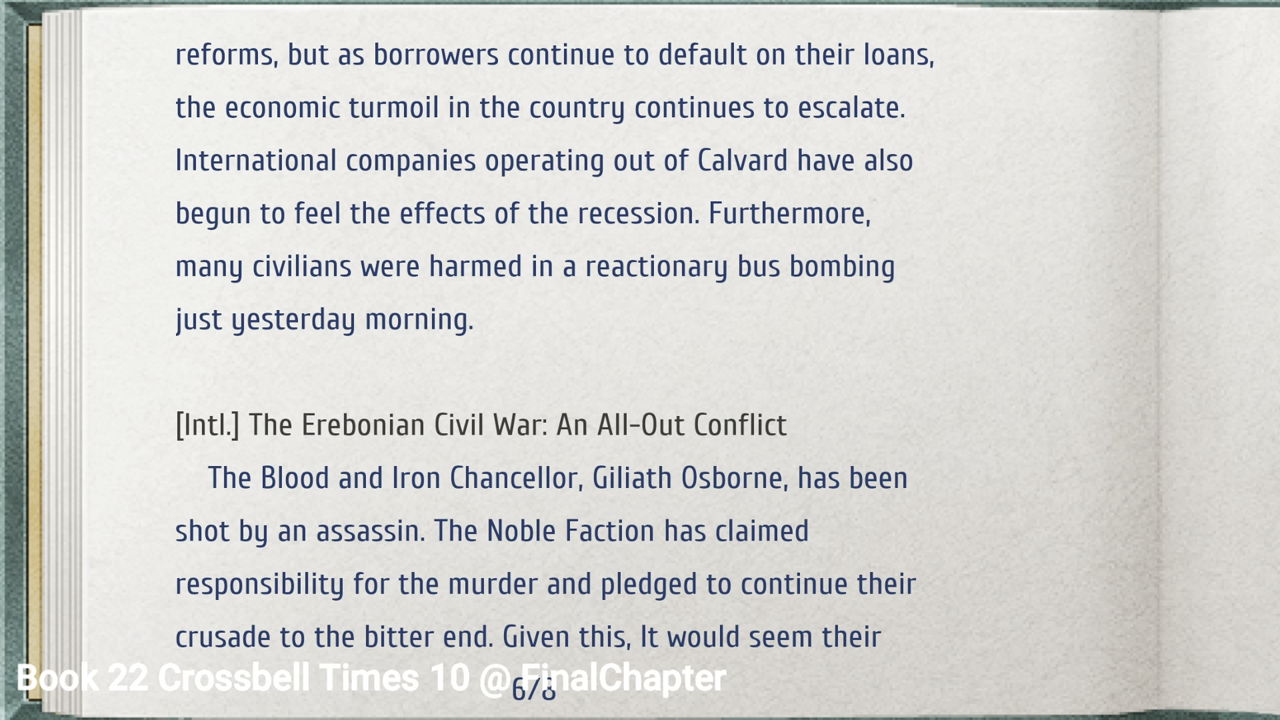 reforms, but as borrowers continue to default on their loans,
the economic turmoil in the country continues to escalate.
International companies operating out of Calvard have also
begun to feel the effects of the recession. Furthermore,
many civilians were harmed in a reactionary bus bombing
just yesterday morning.
[Intl.] The Erebonian Civil War: An All-Out Conflict
The Blood and Iron Chancellor, Giliath Osborne, has been
shot by an assassin. The Noble Faction has claimed
responsibility for the murder and pledged to continue their
crusade to the bitter end. Given this, It would seem their
Book 22 Crossbell Times 10 @ FinalChapter
6/8